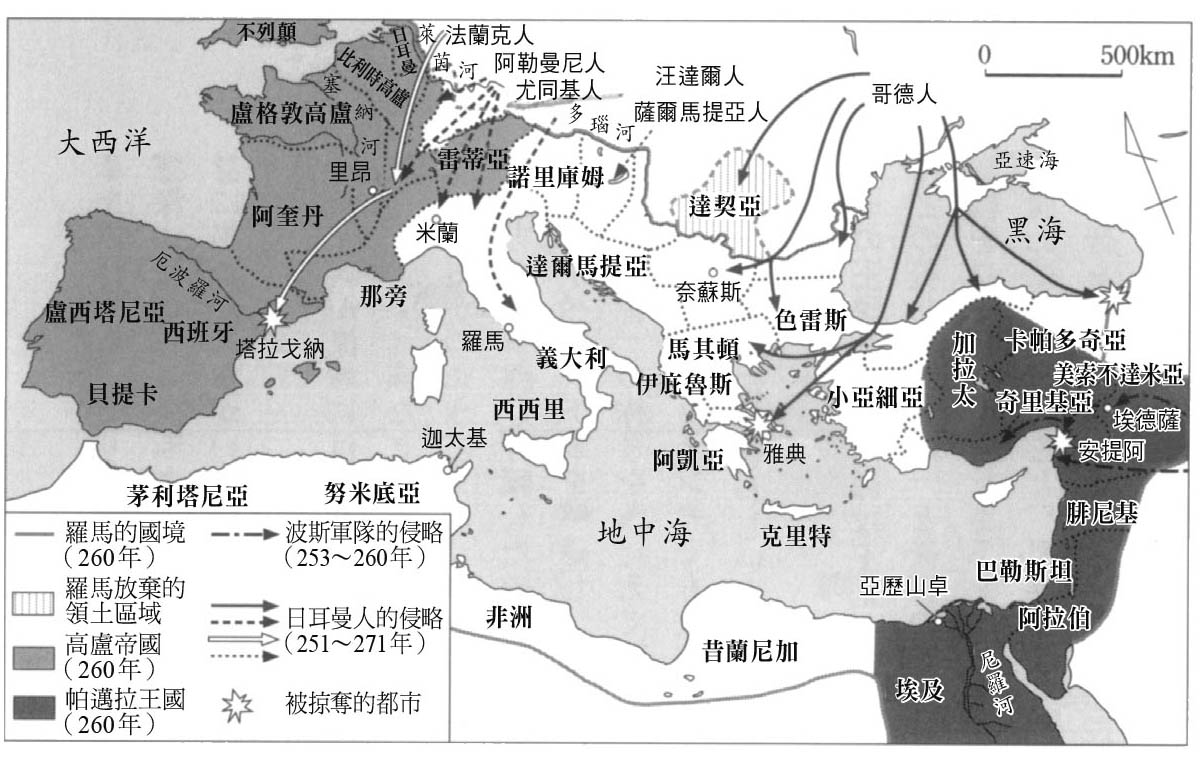 不列顛
日耳曼
萊茵河
法蘭克人
比利時高盧
阿勒曼尼人
尤同基人
汪達爾人
薩爾馬提亞人
哥德人
0
500km
塞納河
盧格敦高盧
多瑙河
大西洋
雷蒂亞
諾里庫姆
亞速海
里昂
達契亞
阿奎丹
米蘭
黑海
厄波羅河
達爾馬提亞
那旁
奈蘇斯
盧西塔尼亞
西班牙
色雷斯
塔拉戈納
羅馬
義大利
馬其頓
加拉太
卡帕多奇亞
伊庇魯斯
小亞細亞
美索不達米亞
奇里基亞
貝提卡
西西里
埃德薩
迦太基
阿凱亞
雅典
安提阿
茅利塔尼亞
努米底亞
腓尼基
地中海
克里特
巴勒斯坦
亞歷山卓
阿拉伯
非洲
昔蘭尼加
埃及
尼羅河
羅馬的國境
(260年)
羅馬放棄的
領土區域
高盧帝國
(260年)
帕邁拉王國
(260年)
波斯軍隊的侵略
(253～260年)
日耳曼人的侵略
(251～271年)
被掠奪的都市